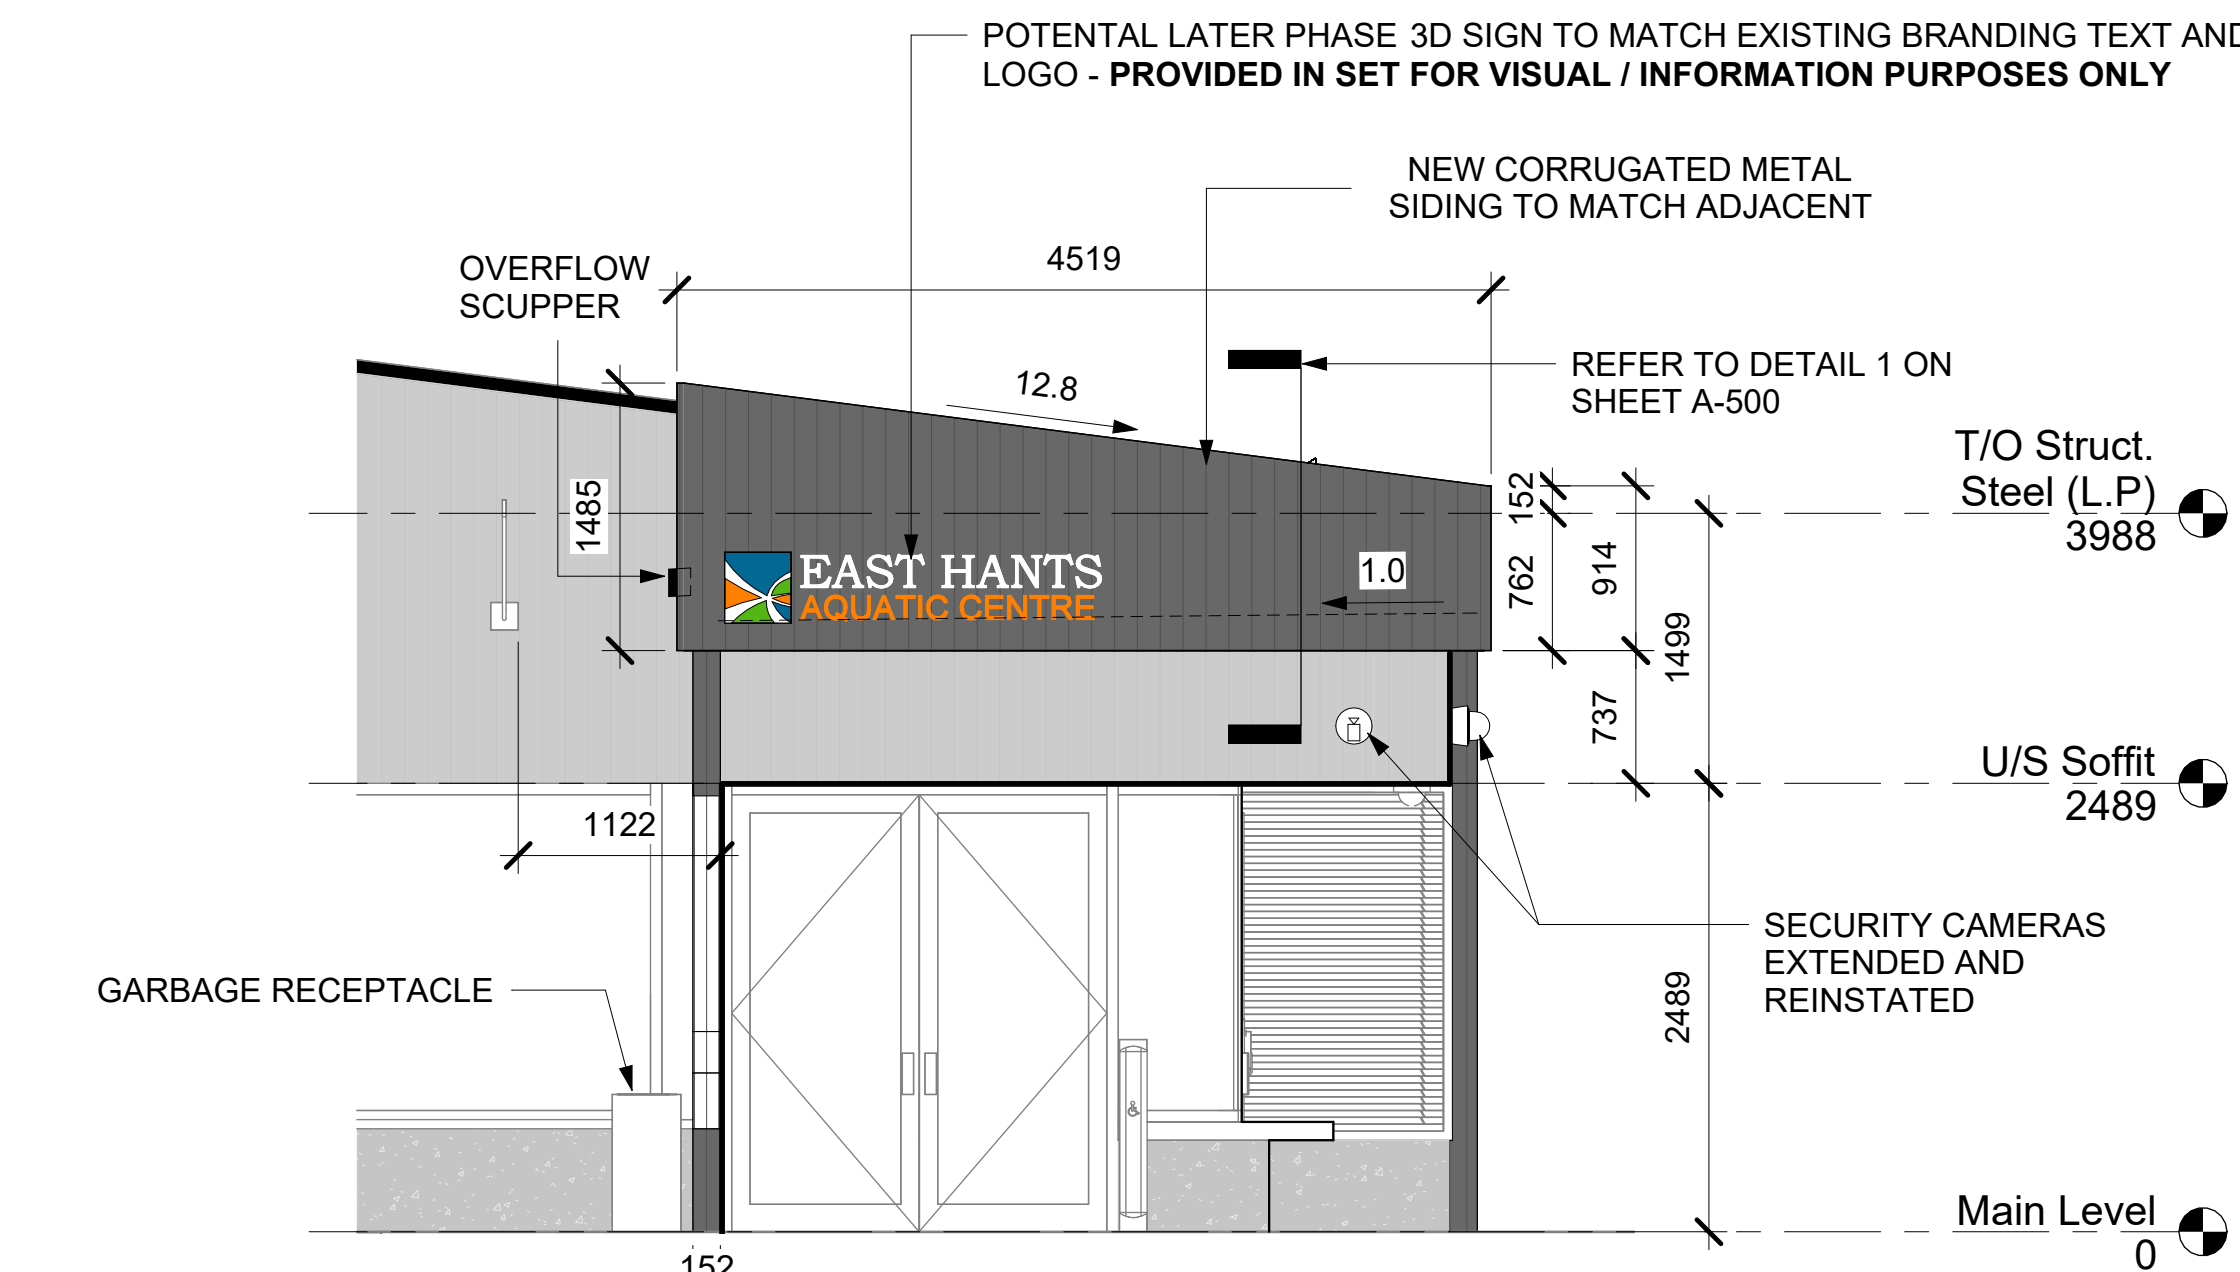 POTENTAL LATER PHASE 3D SIGN TO MATCH EXISTING BRANDING TEXT AND
LOGO - PROVIDED IN SET FOR VISUAL / INFORMATION PURPOSES ONLY
NEW CORRUGATED METAL
SIDING TO MATCH ADJACENT
4519
OVERFLOW
SCUPPER
12.8
REFER TO DETAIL 1 ON
SHEET A-500
T/O Struct.
Steel (L.P)
3988
1485
152
762
914
1499
EAST HANTS
AQUATIC CENTRE
1.0
737
U/S Soffit
2489
1122
SECURITY CAMERAS
EXTENDED AND
REINSTATED
GARBAGE RECEPTACLE
2489
Main Level
0
152